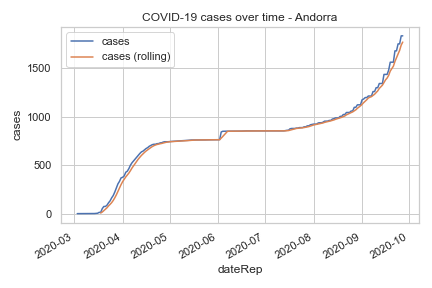 COVID-19 cases over time - Andorra
cases
cases (rolling)
1500
1000
500
0
cases
2020-03
2020-04
2020-05
2020-06
2020-07
2020-08
2020-09
2020-10
dateRep